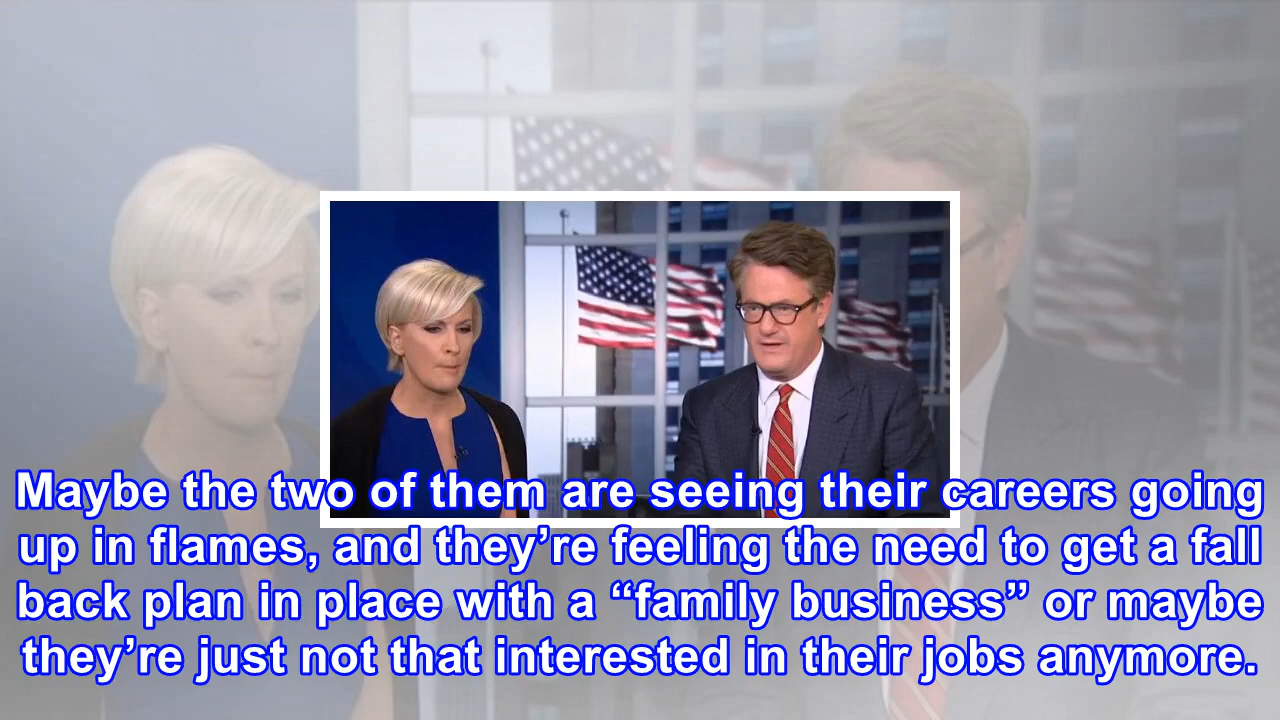 Maybe the two of them are seeing their careers going
up in flames, and they’re feeling the need to get a fall
back plan in place with a “family business” or maybe
they’re just not that interested in their jobs anymore.